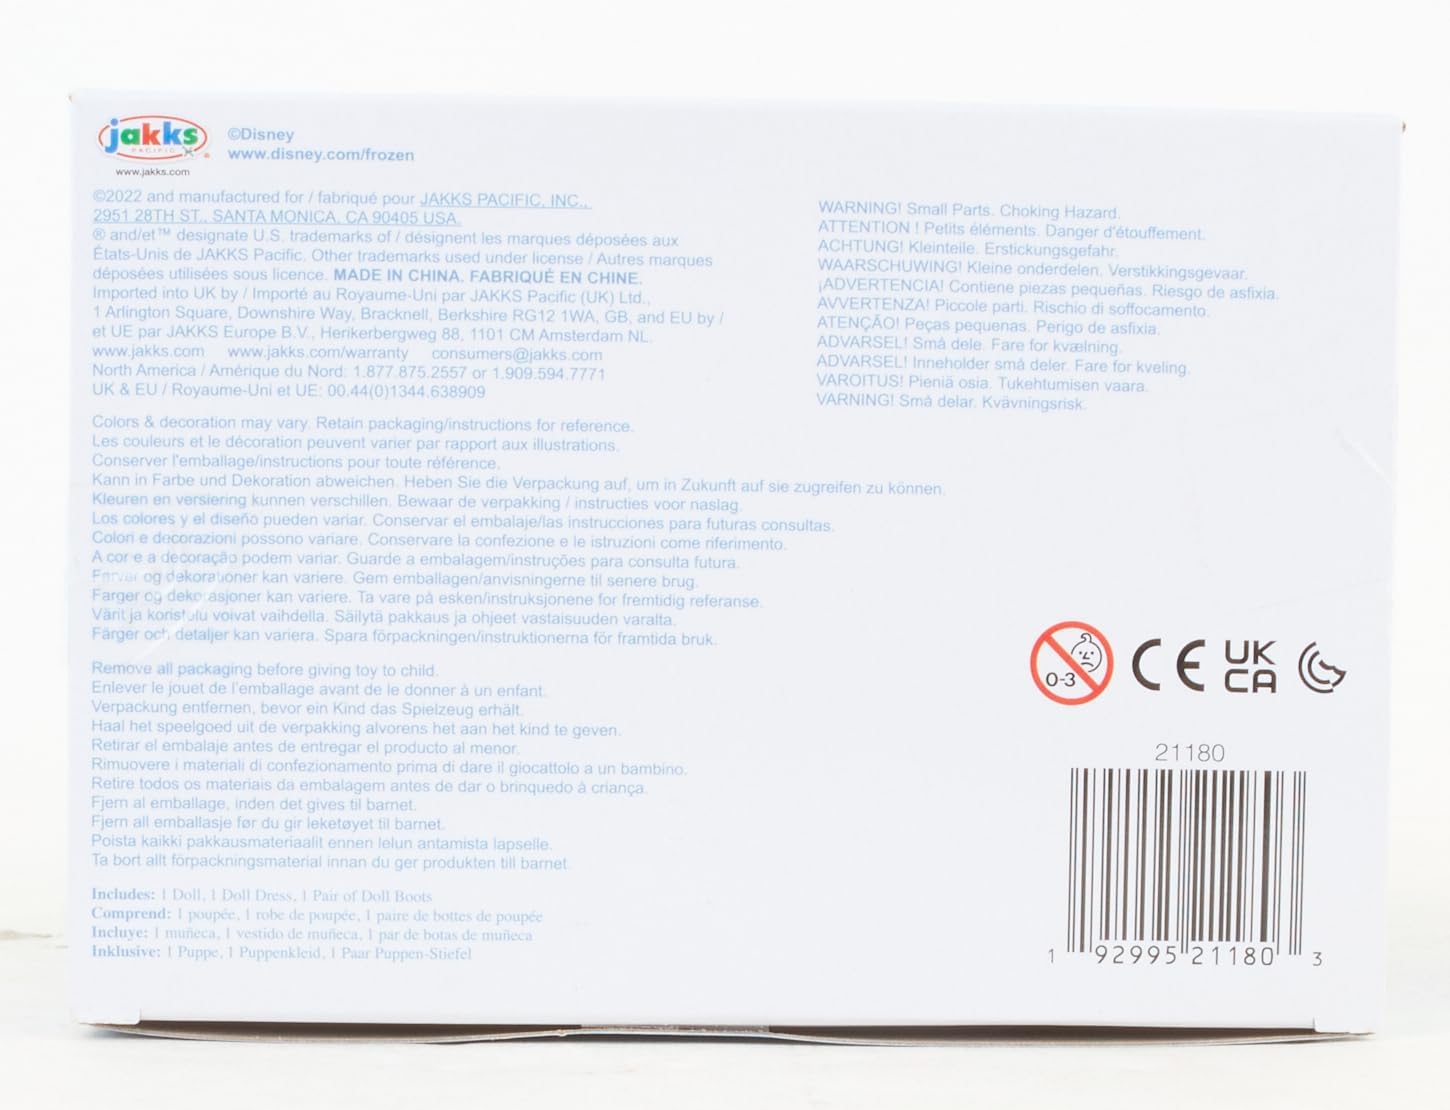 jakks
PACIFIC
www.jakks.com
©Disney
www.disney.com/frozen
©2022 and manufactured for / fabriqué pour JAKKS PACIFIC, INC.,
2951 28TH ST., SANTA MONICA, CA 90405 USA.
® and/et™ designate U.S. trademarks of / désignent les marques déposées aux
États-Unis de JAKKS Pacific. Other trademarks used under license / Autres marques
déposées utilisées sous licence. MADE IN CHINA. FABRIQUÉ EN CHINE.
Imported into UK by / Importé au Royaume-Uni par JAKKS Pacific (UK) Ltd.,
1 Arlington Square, Downshire Way, Bracknell, Berkshire RG12 1WA, GB, and EU by /
et UE par JAKKS Europe B.V., Herikerbergweg 88, 1101 CM Amsterdam NL.
www.jakks.com www.jakks.com/warranty consumers@jakks.com
North America / Amérique du Nord: 1.877.875.2557 or 1.909.594.7771
UK & EU / Royaume-Uni et UE: 00.44(0)1344.638909
Colors & decoration may vary. Retain packaging/instructions for reference.
Les couleurs et le décoration peuvent varier par rapport aux illustrations.
Conserver l'emballage/instructions pour toute référence.
Kann in Farbe und Dekoration abweichen. Heben Sie die Verpackung auf, um in Zukunft auf sie zugreifen zu können.
Kleuren en versiering kunnen verschillen. Bewaar de verpakking / instructies voor naslag.
Los colores y el diseño pueden variar. Conservar el embalaje/las instrucciones para futuras consultas.
Colori e decorazioni possono variare. Conservare la confezione e le istruzioni come riferimento.
A cor e a decoração podem variar. Guarde a embalagem/instruções para consulta futura.
Farver og dekorationer kan variere. Gem emballagen/anvisningerne til senere brug.
Farger og dekorasjoner kan variere. Ta vare på esken/instruksjonene for fremtidig referanse.
Värit ja koristelu voivat vaihdella. Säilytä pakkaus ja ohjeet vastaisuuden varalta.
Färger och detaljer kan variera. Spara förpackningen/instruktionerna för framtida bruk.
Remove all packaging before giving toy to child.
Enlever le jouet de l'emballage avant de le donner à un enfant.
Verpackung entfernen, bevor ein Kind das Spielzeug erhält.
Haal het speelgoed uit de verpakking alvorens het aan het kind te geven.
Retirar el embalaje antes de entregar el producto al menor.
Rimuovere i materiali di confezionamento prima di dare il giocattolo a un bambino.
Retire todos os materiais da embalagem antes de dar o brinquedo à criança.
Fjern al emballage, inden det gives til barnet.
Fjern all emballasje før du gir leketøyet til barnet.
Poista kaikki pakkausmateriaalit ennen lelun antamista lapselle.
Ta bort allt förpackningsmaterial innan du ger produkten till barnet.
Includes: 1 Doll, 1 Doll Dress, 1 Pair of Doll Boots
Comprend: 1 poupée, 1 robe de poupée, 1 paire de bottes de poupée
Incluye: 1 muñeca, 1 vestido de muñeca, 1 par de botas de muñeca
Inklusive: 1 Puppe, 1 Puppenkleid, 1 Paar Puppen-Stiefel
WARNING! Small Parts. Choking Hazard.
ATTENTION ! Petits éléments. Danger d'étouffement.
ACHTUNG! Kleinteile. Erstickungsgefahr.
WAARSCHUWING! Kleine onderdelen. Verstikkingsgevaar.
¡ADVERTENCIA! Contiene piezas pequeñas. Riesgo de asfixia.
AVVERTENZA! Piccole parti. Rischio di soffocamento.
ATENÇÃO! Peças pequenas. Perigo de asfixia.
ADVARSEL! Små dele. Fare for kvælning.
ADVARSEL! Inneholder små deler. Fare for kveling.
VAROITUS! Pieniä osia. Tukehtumisen vaara.
VARNING! Små delar. Kvävningsrisk.
0-3 CE UK
CA
21180
1 92995 21180 3